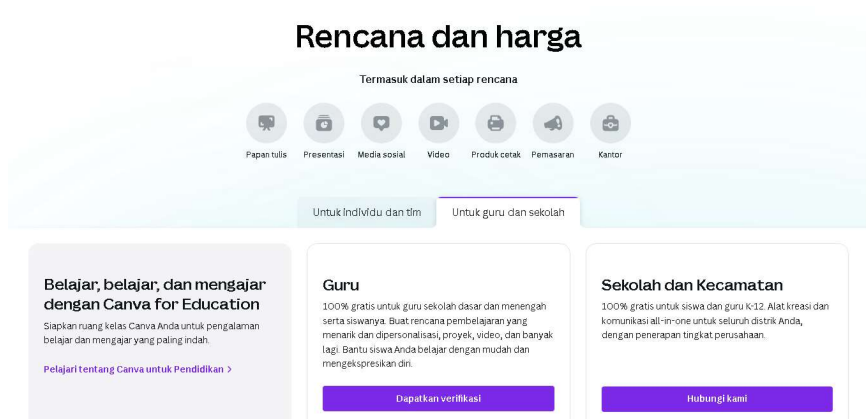 Rencana dan harga
Termasuk dalam setiap rencana
Papan tulis
Presentasi
Media sosial
Video
Produk cetak
Pemasaran
Kantor
Untuk individu dan tim
Untuk guru dan sekolah
Belajar, belajar, dan mengajar
dengan Canva for Education
Siapkan ruang kelas Canva Anda untuk pengalaman
belajar dan mengajar yang paling indah.
Pelajari tentang Canva untuk Pendidikan
Guru
100% gratis untuk guru sekolah dasar dan menengah
serta siswanya. Buat rencana pembelajaran yang
menarik dan dipersonalisasi, proyek, video, dan banyak
lagi. Bantu siswa Anda belajar dengan mudah dan
mengekspresikan diri.
Dapatkan verifikasi
Sekolah dan Kecamatan
100% gratis untuk siswa dan guru K-12. Alat kreasi dan
komunikasi all-in-one untuk seluruh distrik Anda,
dengan penerapan tingkat perusahaan.
Hubungi kami